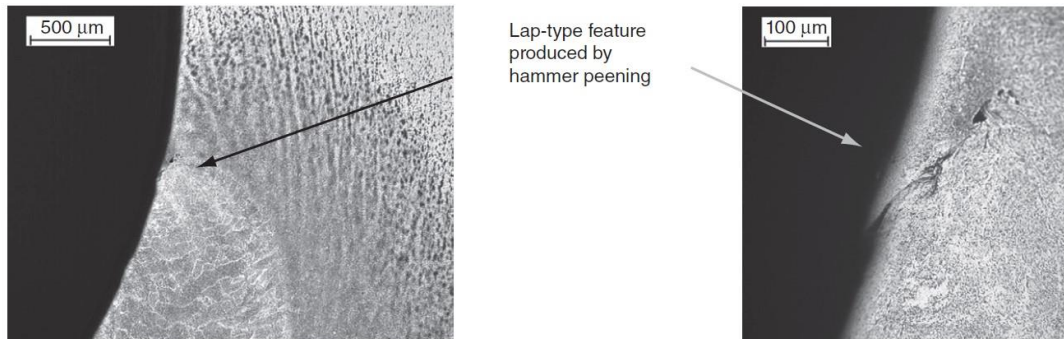 500 μm
Lap-type feature
produced by
hammer peening
100 μm